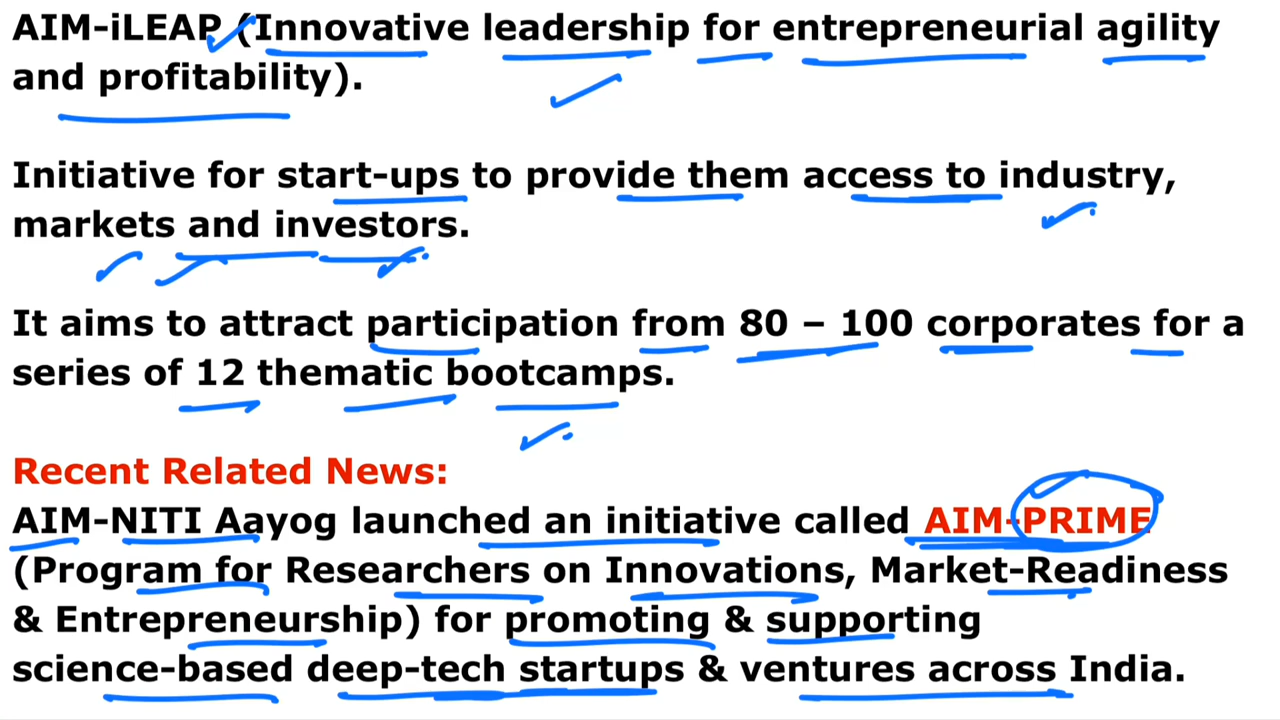 AIM-iLEAP (Innovative leadership for entrepreneurial agility
and profitability).
Initiative for start-ups to provide them access to industry,
markets and investors.
It aims to attract participation from 80 – 100 corporates for a
series of 12 thematic bootcamps.
Recent Related News:
AIM-NITI Aayog launched an initiative called AIM-PRIME
(Program for Researchers on Innovations, Market-Readiness
& Entrepreneurship) for promoting & supporting
science-based deep-tech startups & ventures across India.